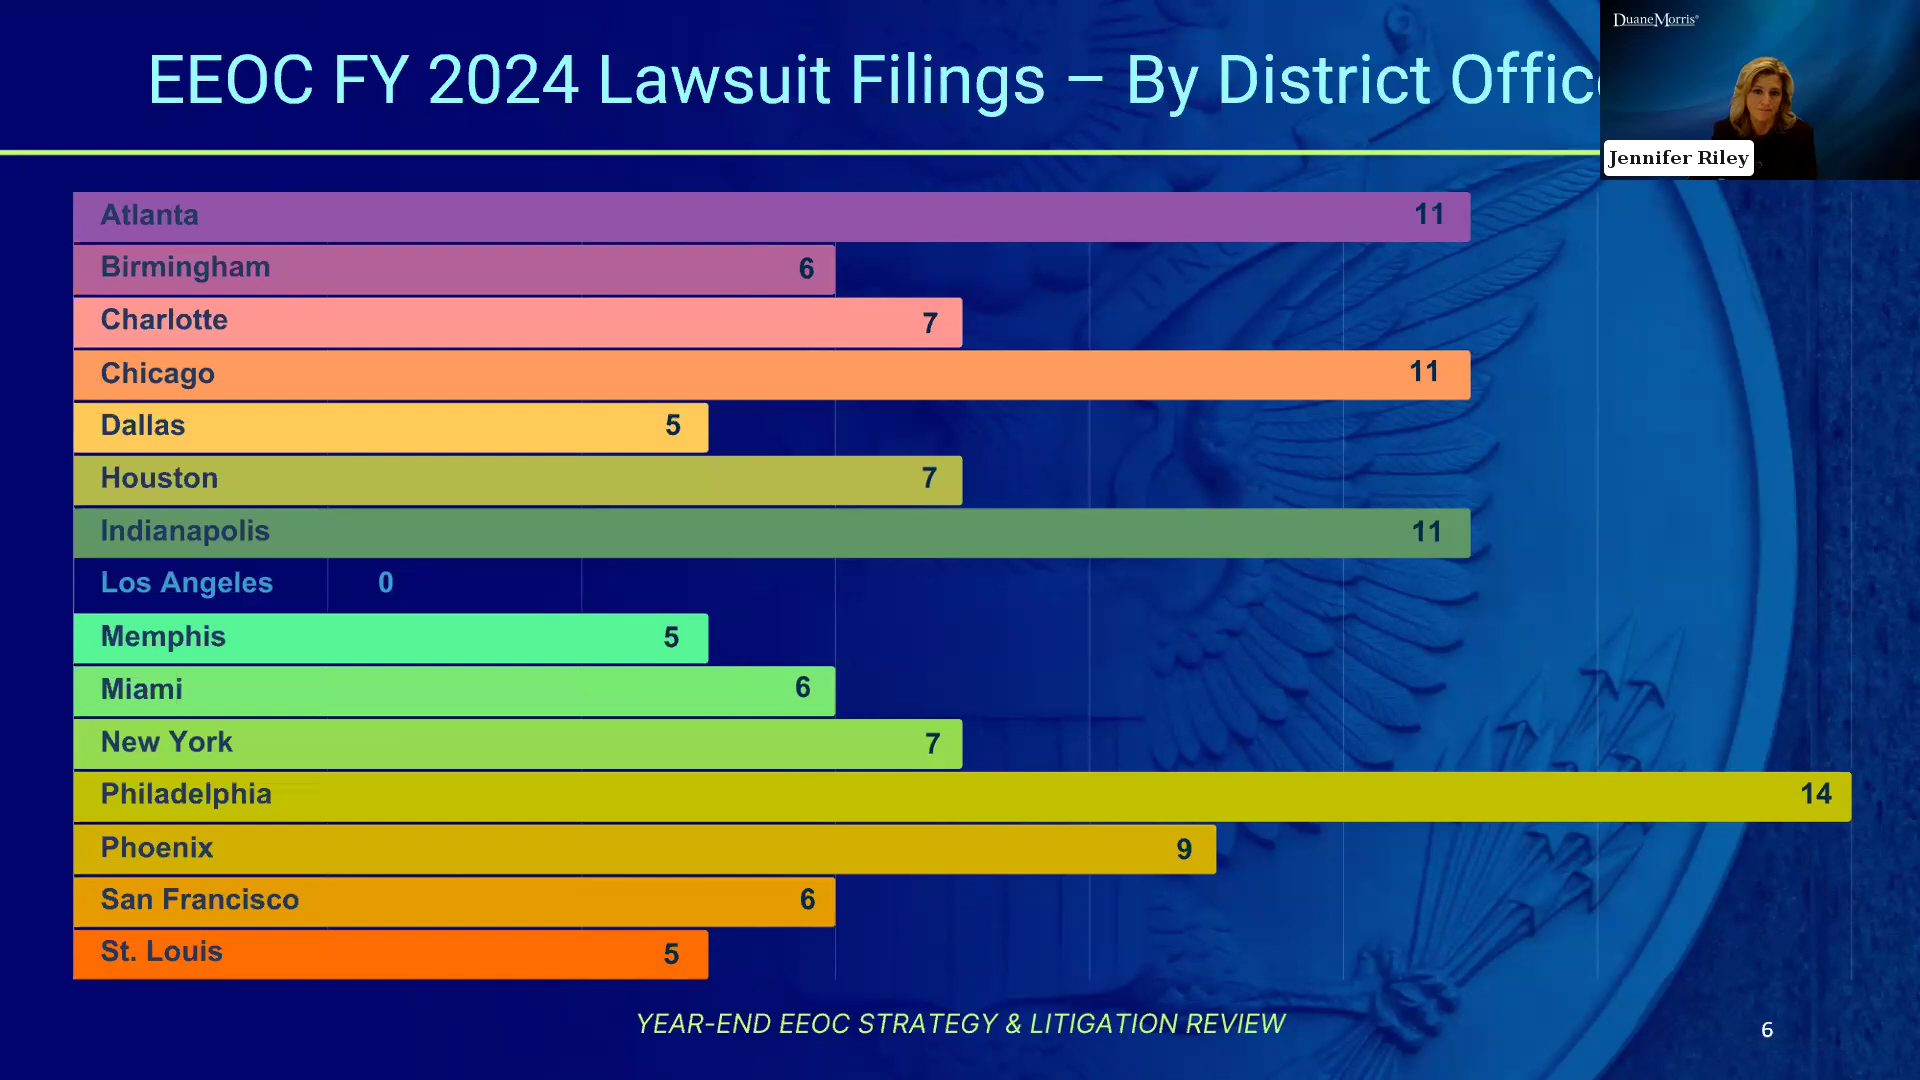 EEOC FY 2024 Lawsuit Filings – By District Offic
DuaneMorris®
Jennifer Riley
Atlanta 11
Birmingham 6
Charlotte 7
Chicago 11
Dallas 5
Houston 7
Indianapolis 11
Los Angeles 0
Memphis 5
Miami 6
New York 7
Philadelphia 14
Phoenix 9
San Francisco 6
St. Louis 5
YEAR-END EEOC STRATEGY & LITIGATION REVIEW
6